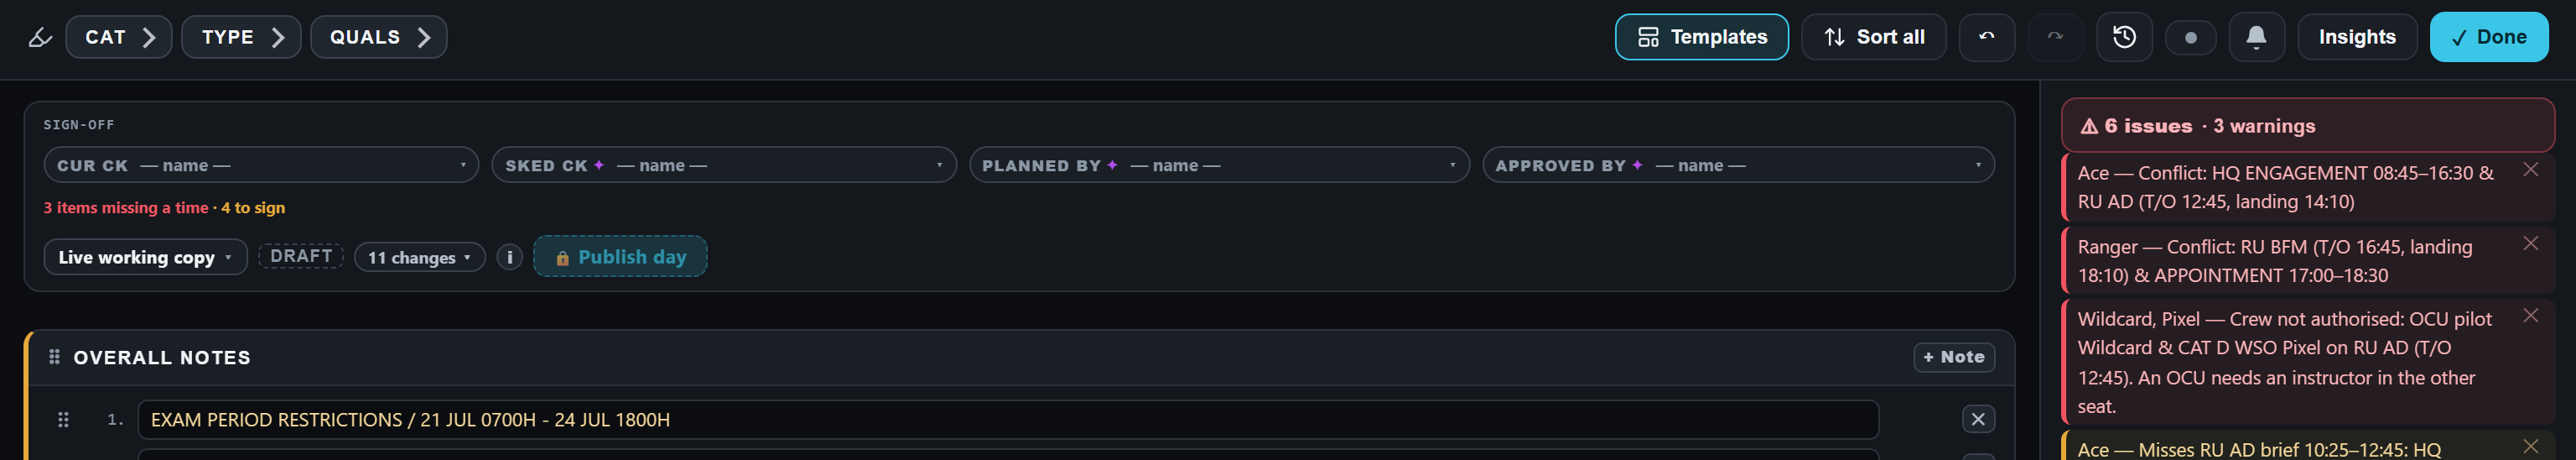 CAT TYPE QUALS Templates Sort all Insights ✓ Done
SIGN-OFF
CUR CK — name — SKED CK ✦ — name — PLANNED BY ✦ — name — APPROVED BY ✦ — name —
3 items missing a time · 4 to sign
Live working copy DRAFT 11 changes i Publish day
OVERALL NOTES + Note
1. EXAM PERIOD RESTRICTIONS / 21 JUL 0700H - 24 JUL 1800H
⚠ 6 issues · 3 warnings
Ace — Conflict: HQ ENGAGEMENT 08:45–16:30 &
RU AD (T/O 12:45, landing 14:10)
Ranger — Conflict: RU BFM (T/O 16:45, landing
18:10) & APPOINTMENT 17:00–18:30
Wildcard, Pixel — Crew not authorised: OCU pilot
Wildcard & CAT D WSO Pixel on RU AD (T/O
12:45). An OCU needs an instructor in the other
seat.
Ace — Misses RU AD brief 10:25–12:45: HQ